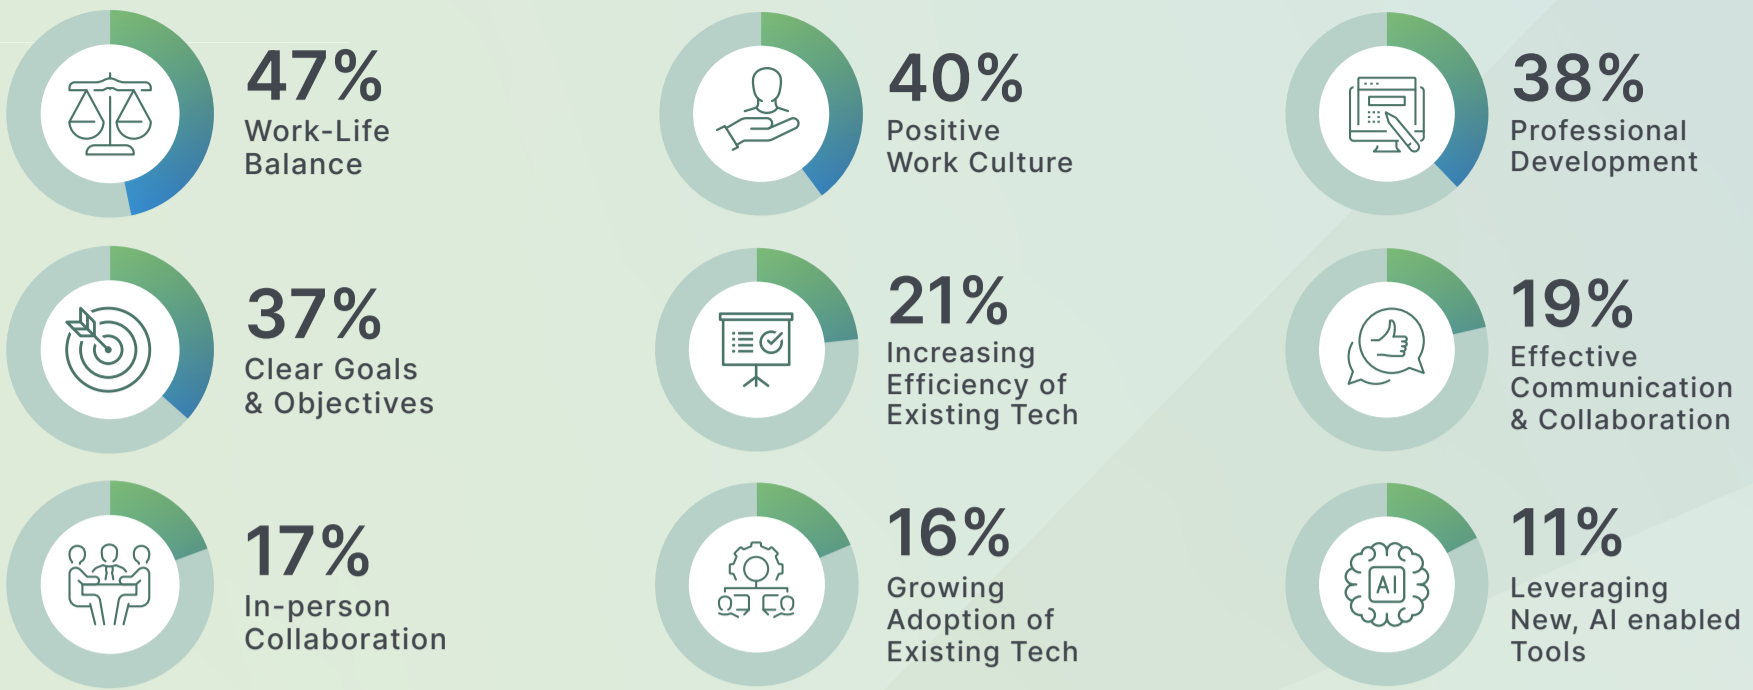 47%
Work-Life
Balance
40%
Positive
Work Culture
38%
Professional
Development
37%
Clear Goals
& Objectives
21%
Increasing
Efficiency of
Existing Tech
19%
Effective
Communication
& Collaboration
17%
In-person
Collaboration
16%
Growing
Adoption of
Existing Tech
AI
11%
Leveraging
New, AI enabled
Tools